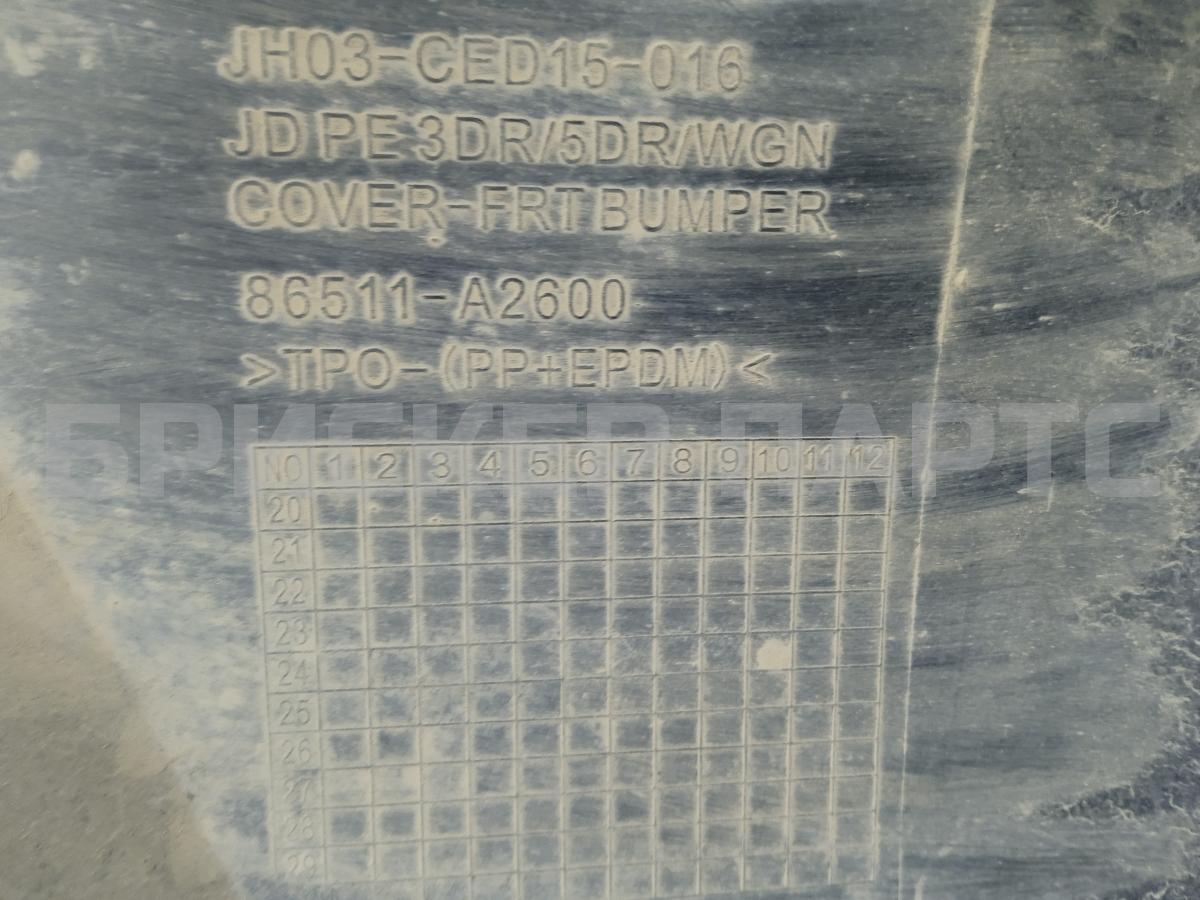 JH03-CED15-016
JD PE 3DR/5DR/WGN
COVER-FRT BUMPER
86511-A2600
>TPO-(PP+EPDM)<
БРИСКЕР ПАРТС
NO 1 2 3 4 5 6 7 8 9 10 11 12
20
21
22
23
24
25
26
27
28
29